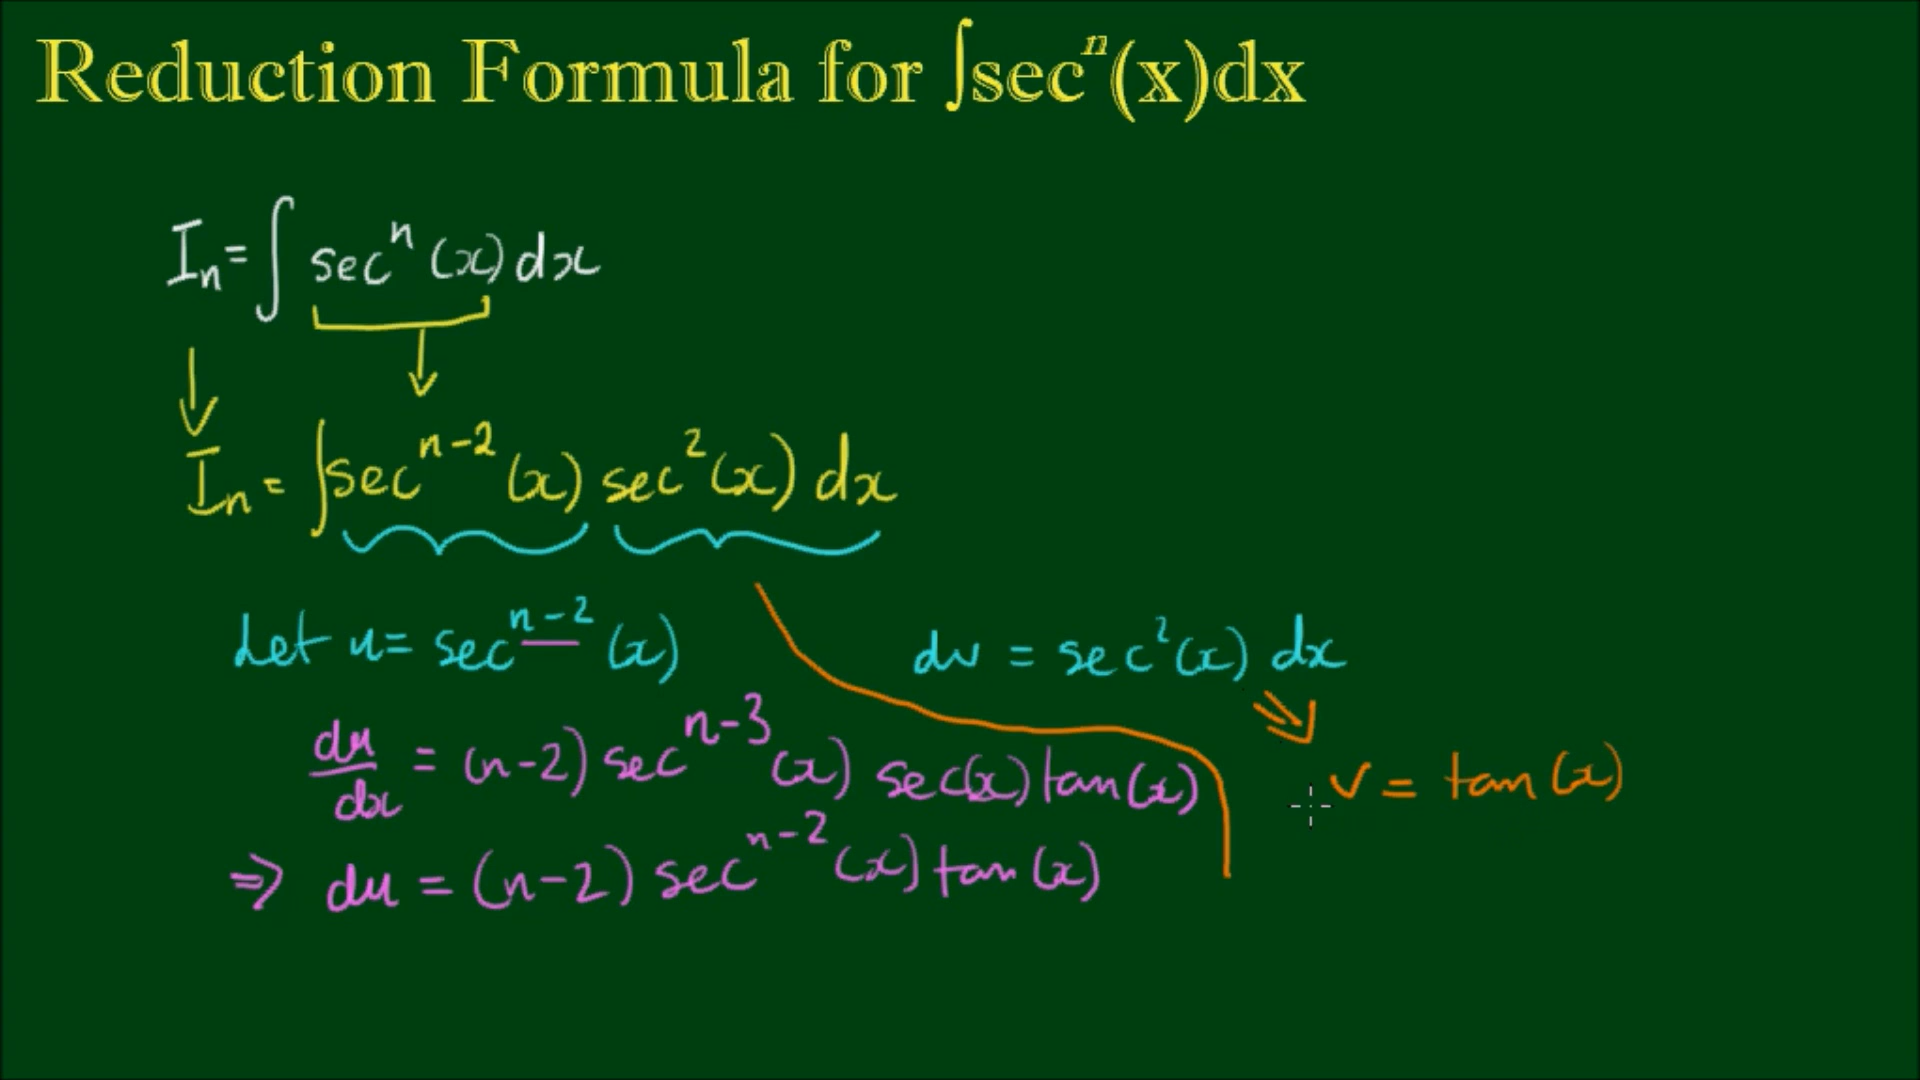 Reduction Formula for ∫secⁿ(x)dx
Iₙ = ∫ secⁿ (x) dx
Iₙ = ∫ secⁿ⁻² (x) sec² (x) dx
Let u = secⁿ⁻² (x)
dv = sec² (x) dx
du/dx = (n-2) secⁿ⁻³ (x) sec(x) tan(x)
v = tan(x)
⇒ du = (n-2) secⁿ⁻² (x) tan(x)